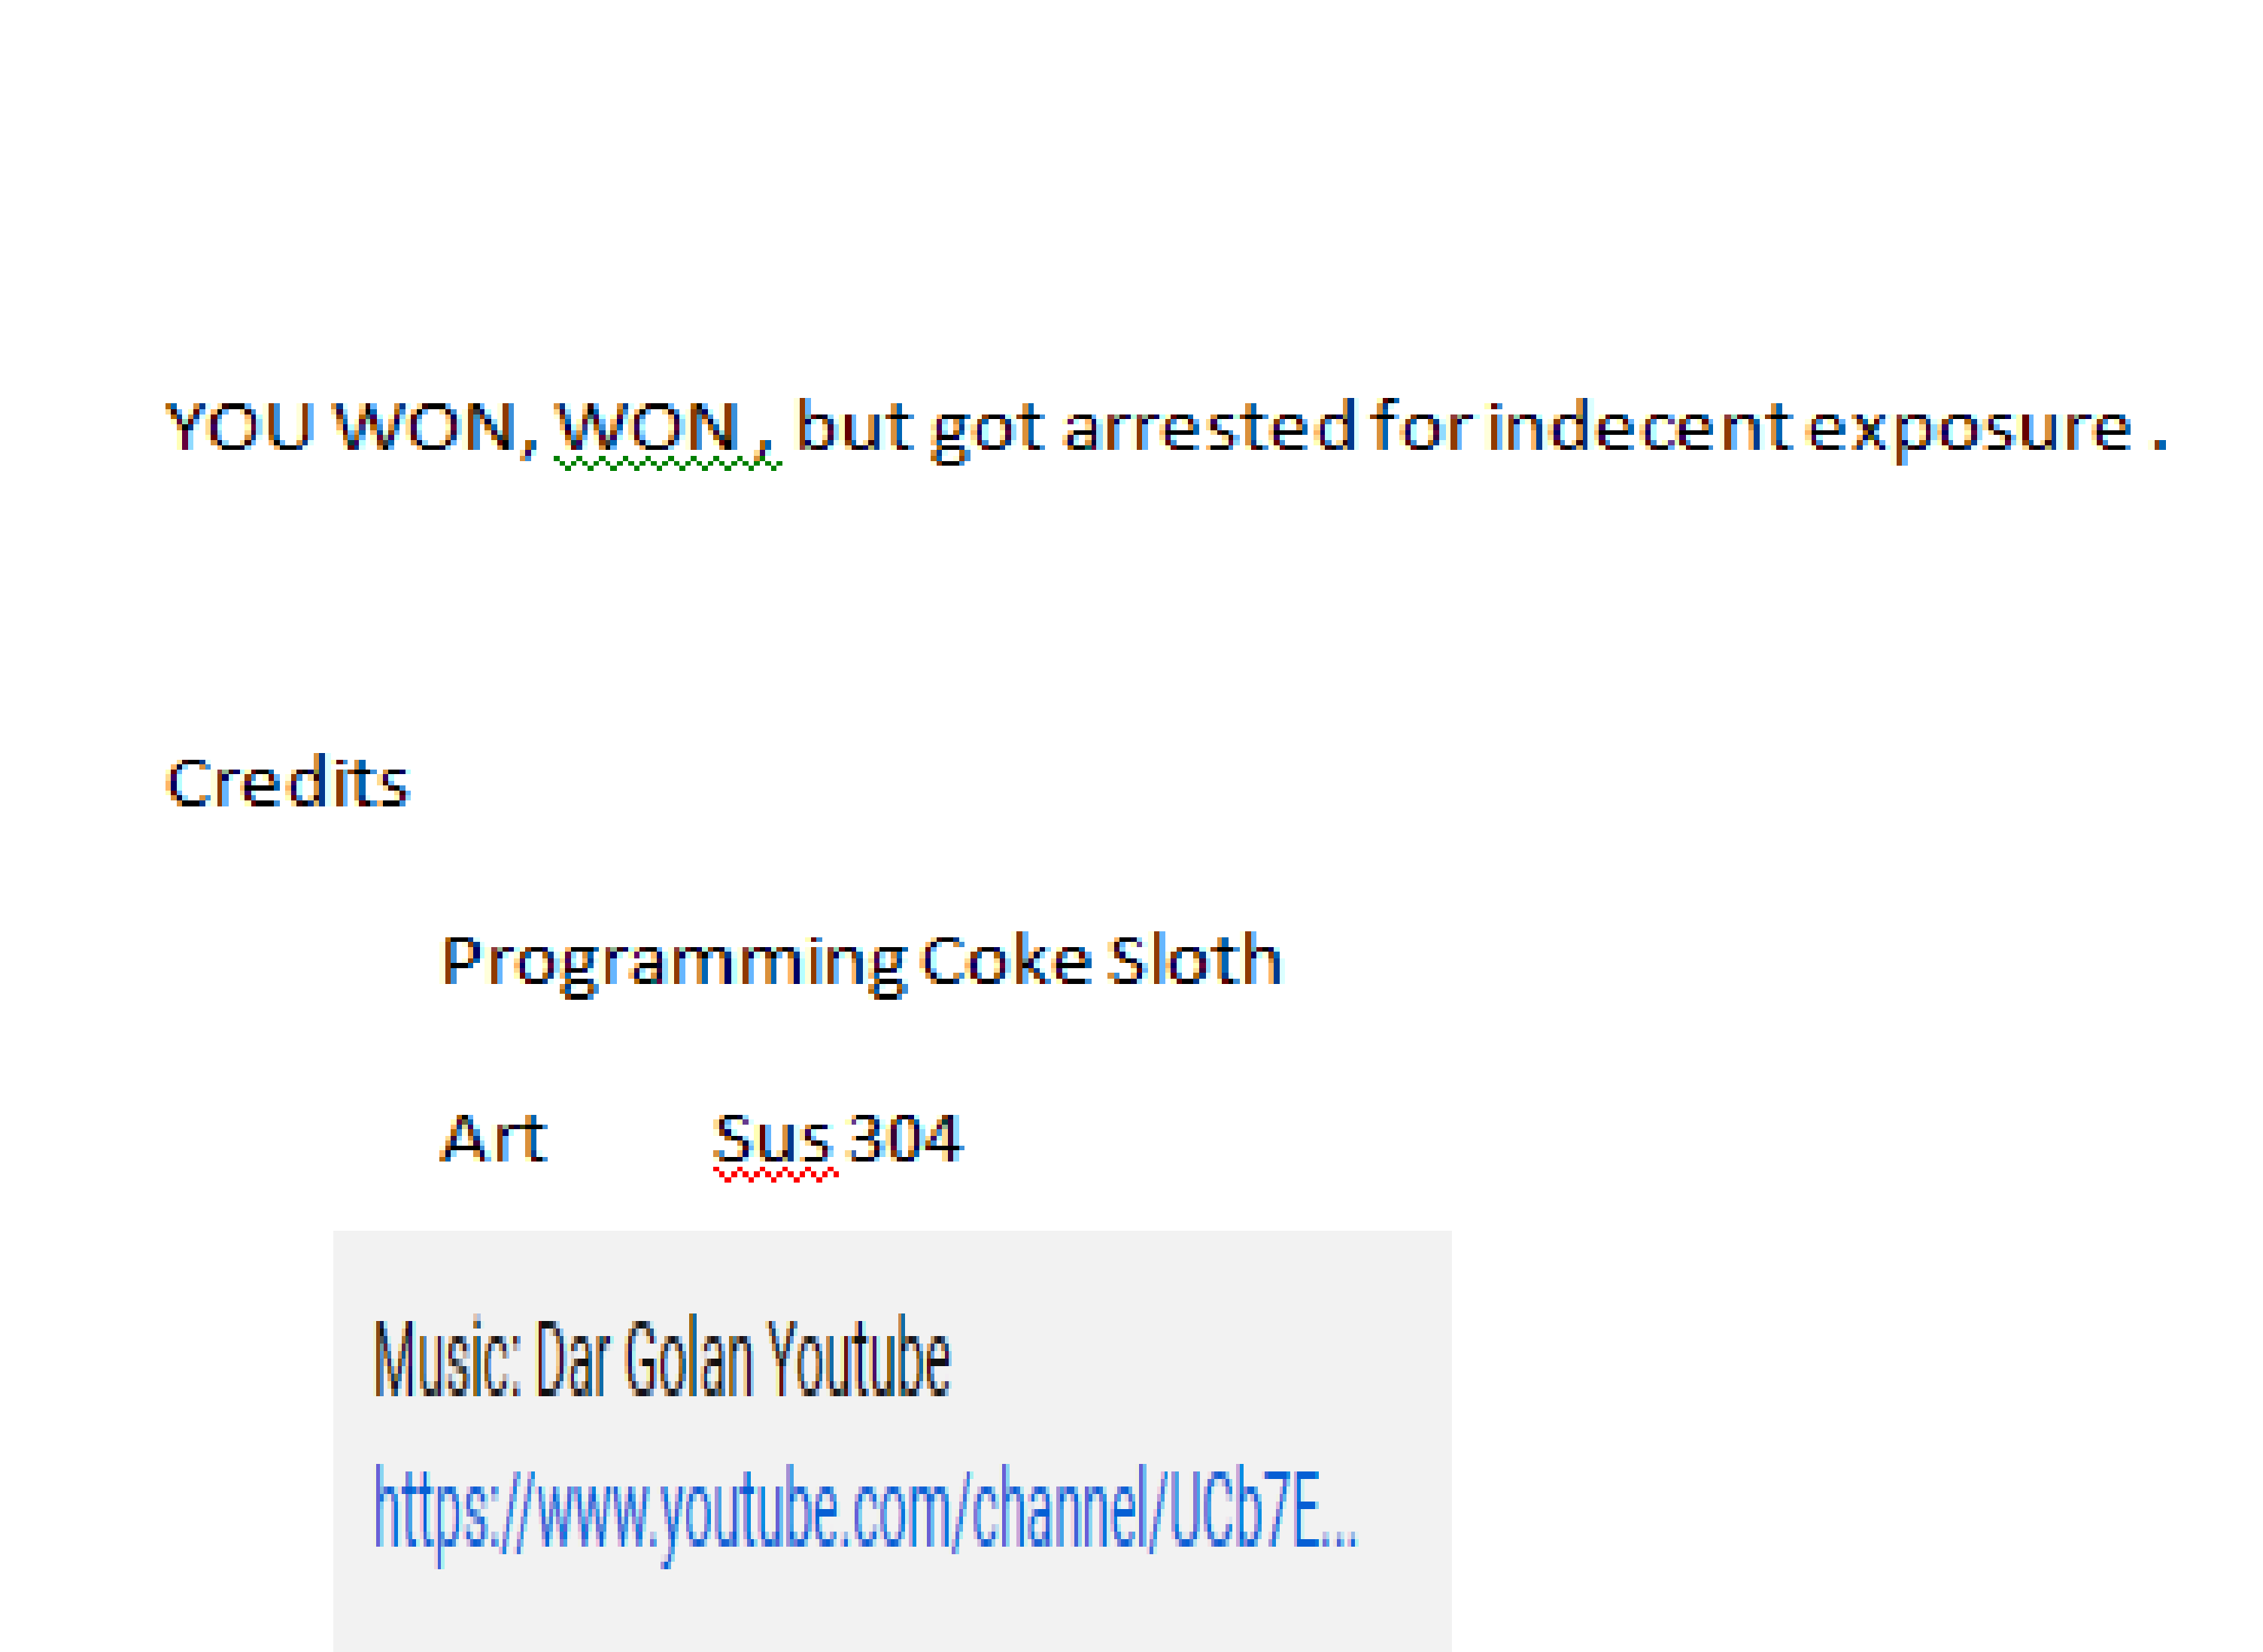 YOU WON, WON , but got arrested for indecent exposure .
Credits
Programming Coke Sloth
Art Sus 304
Music: Dar Golan Youtube
https://www.youtube.com/channel/UCb7E...